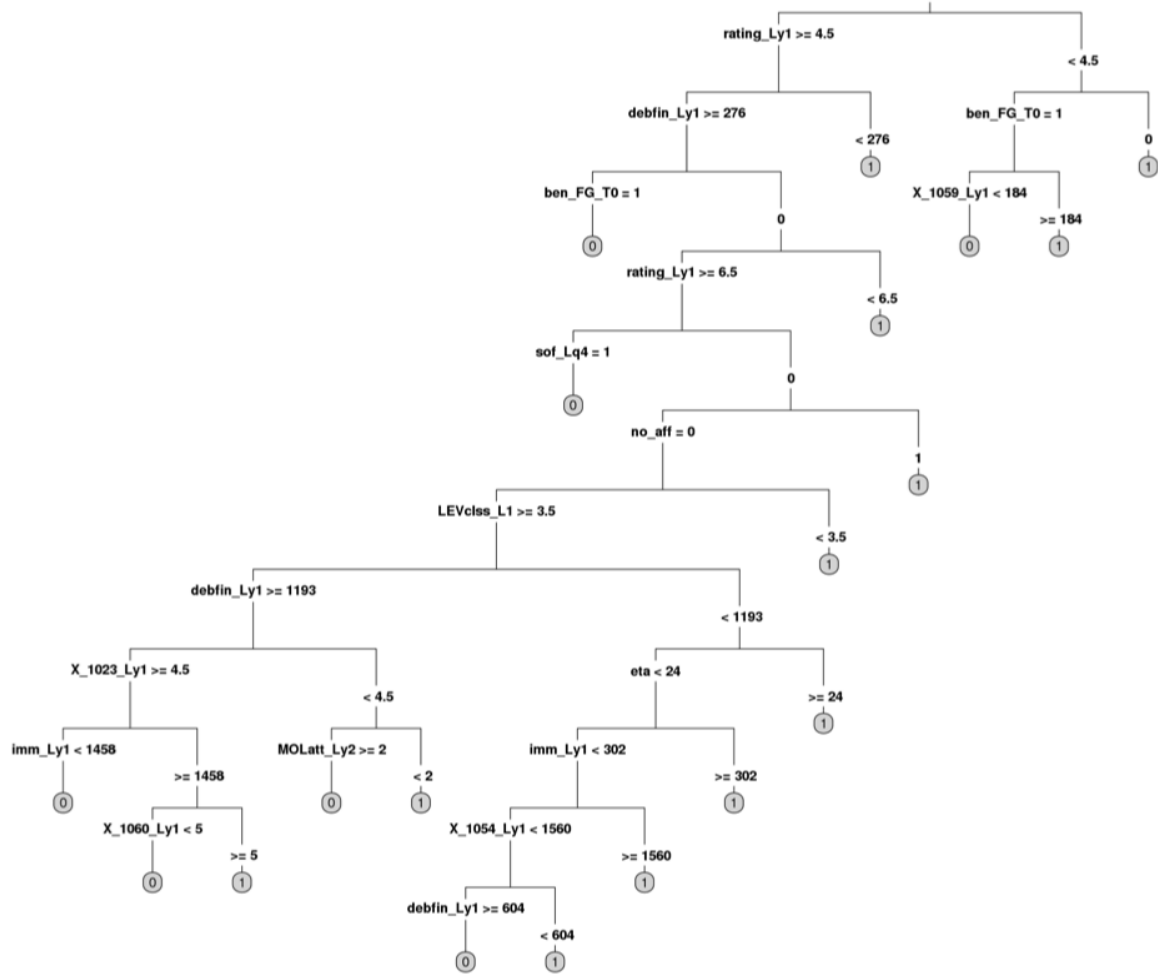 rating_Ly1 >= 4.5
< 4.5
debfin_Ly1 >= 276
ben_FG_T0 = 1
< 276
0
1
1
ben_FG_T0 = 1
X_1059_Ly1 < 184
0
>= 184
0
0
1
rating_Ly1 >= 6.5
< 6.5
1
sof_Lq4 = 1
0
0
no_aff = 0
1
1
LEVclss_L1 >= 3.5
< 3.5
1
debfin_Ly1 >= 1193
< 1193
X_1023_Ly1 >= 4.5
eta < 24
< 4.5
>= 24
1
imm_Ly1 < 1458
MOLatt_Ly2 >= 2
imm_Ly1 < 302
>= 1458
< 2
>= 302
0
0
1
1
X_1060_Ly1 < 5
X_1054_Ly1 < 1560
>= 5
>= 1560
0
1
1
debfin_Ly1 >= 604
< 604
0
1